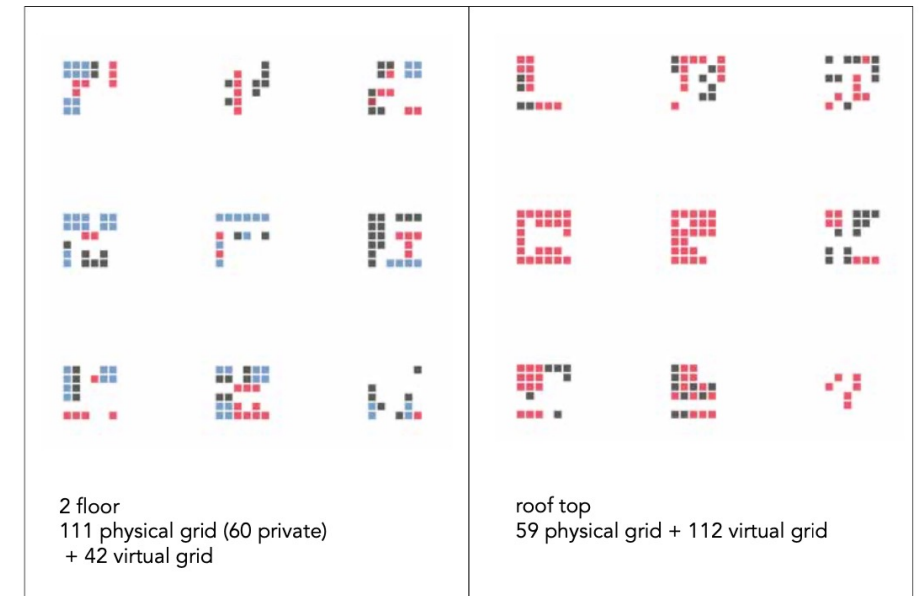 2 floor
111 physical grid (60 private)
+ 42 virtual grid
roof top
59 physical grid + 112 virtual grid